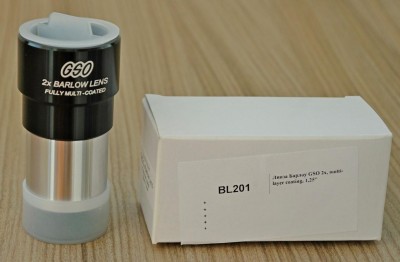 GSO
2x BARLOW LENS
FULLY MULTI-COATED
BL201
Линза Барлоу GSO 2x, multi-
layer coating, 1,25"